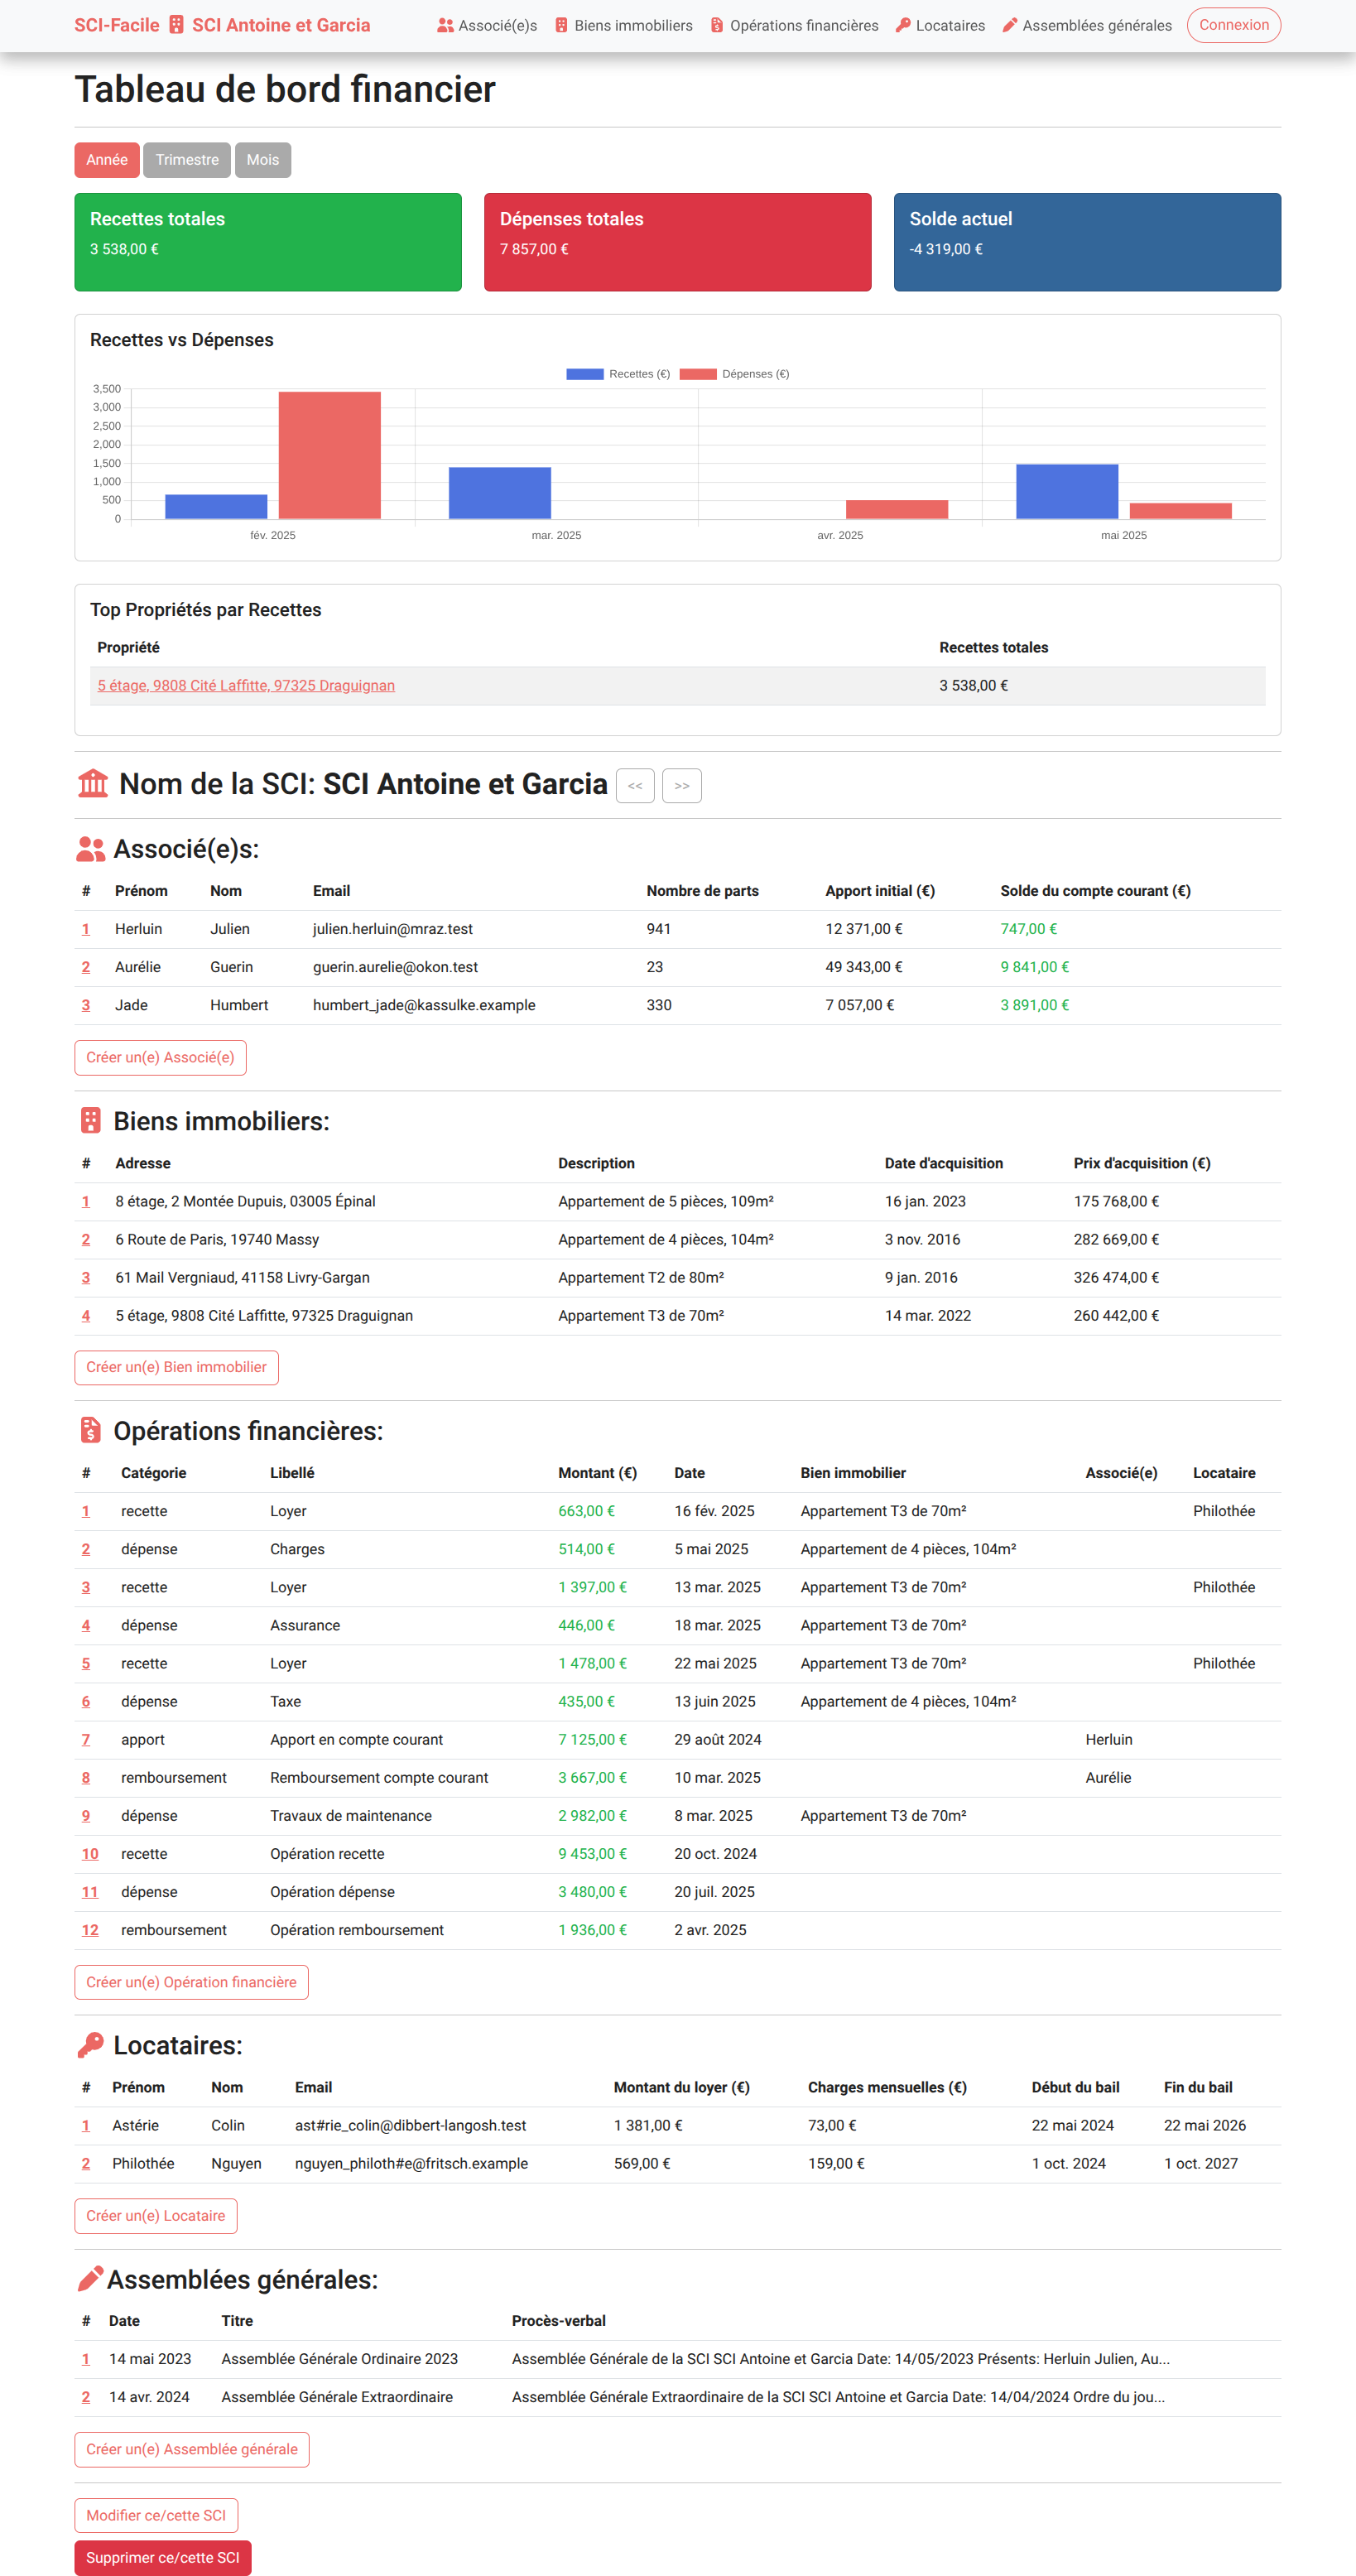 SCI-Facile SCI Antoine et Garcia Associé(e)s Biens immobiliers Opérations financières Locataires Assemblées générales Connexion
Tableau de bord financier
Année Trimestre Mois
Recettes totales
3 538,00 €
Dépenses totales
7 857,00 €
Solde actuel
-4 319,00 €
Recettes vs Dépenses
Recettes (€) Dépenses (€)
3,500
3,000
2,500
2,000
1,500
1,000
500
0
fév. 2025 mar. 2025 avr. 2025 mai 2025
Top Propriétés par Recettes
Propriété Recettes totales
5 étage, 9808 Cité Laffitte, 97325 Draguignan 3 538,00 €
Nom de la SCI: SCI Antoine et Garcia << >>
Associé(e)s:
# Prénom Nom Email Nombre de parts Apport initial (€) Solde du compte courant (€)
1 Herluin Julien julien.herluin@mraz.test 941 12 371,00 € 747,00 €
2 Aurélie Guerin guerin.aurelie@okon.test 23 49 343,00 € 9 841,00 €
3 Jade Humbert humbert_jade@kassulke.example 330 7 057,00 € 3 891,00 €
Créer un(e) Associé(e)
Biens immobiliers:
# Adresse Description Date d'acquisition Prix d'acquisition (€)
1 8 étage, 2 Montée Dupuis, 03005 Épinal Appartement de 5 pièces, 109m² 16 jan. 2023 175 768,00 €
2 6 Route de Paris, 19740 Massy Appartement de 4 pièces, 104m² 3 nov. 2016 282 669,00 €
3 61 Mail Vergniaud, 41158 Livry-Gargan Appartement T2 de 80m² 9 jan. 2016 326 474,00 €
4 5 étage, 9808 Cité Laffitte, 97325 Draguignan Appartement T3 de 70m² 14 mar. 2022 260 442,00 €
Créer un(e) Bien immobilier
Opérations financières:
# Catégorie Libellé Montant (€) Date Bien immobilier Associé(e) Locataire
1 recette Loyer 663,00 € 16 fév. 2025 Appartement T3 de 70m² Philothée
2 dépense Charges 514,00 € 5 mai 2025 Appartement de 4 pièces, 104m²
3 recette Loyer 1 397,00 € 13 mar. 2025 Appartement T3 de 70m² Philothée
4 dépense Assurance 446,00 € 18 mar. 2025 Appartement T3 de 70m²
5 recette Loyer 1 478,00 € 22 mai 2025 Appartement T3 de 70m² Philothée
6 dépense Taxe 435,00 € 13 juin 2025 Appartement de 4 pièces, 104m²
7 apport Apport en compte courant 7 125,00 € 29 août 2024 Herluin
8 remboursement Remboursement compte courant 3 667,00 € 10 mar. 2025 Aurélie
9 dépense Travaux de maintenance 2 982,00 € 8 mar. 2025 Appartement T3 de 70m²
10 recette Opération recette 9 453,00 € 20 oct. 2024
11 dépense Opération dépense 3 480,00 € 20 juil. 2025
12 remboursement Opération remboursement 1 936,00 € 2 avr. 2025
Créer un(e) Opération financière
Locataires:
# Prénom Nom Email Montant du loyer (€) Charges mensuelles (€) Début du bail Fin du bail
1 Astérie Colin ast#rie_colin@dibbert-langosh.test 1 381,00 € 73,00 € 22 mai 2024 22 mai 2026
2 Philothée Nguyen nguyen_philoth#e@fritsch.example 569,00 € 159,00 € 1 oct. 2024 1 oct. 2027
Créer un(e) Locataire
Assemblées générales:
# Date Titre Procès-verbal
1 14 mai 2023 Assemblée Générale Ordinaire 2023 Assemblée Générale de la SCI SCI Antoine et Garcia Date: 14/05/2023 Présents: Herluin Julien, Au...
2 14 avr. 2024 Assemblée Générale Extraordinaire Assemblée Générale Extraordinaire de la SCI SCI Antoine et Garcia Date: 14/04/2024 Ordre du jou...
Créer un(e) Assemblée générale
Modifier ce/cette SCI
Supprimer ce/cette SCI